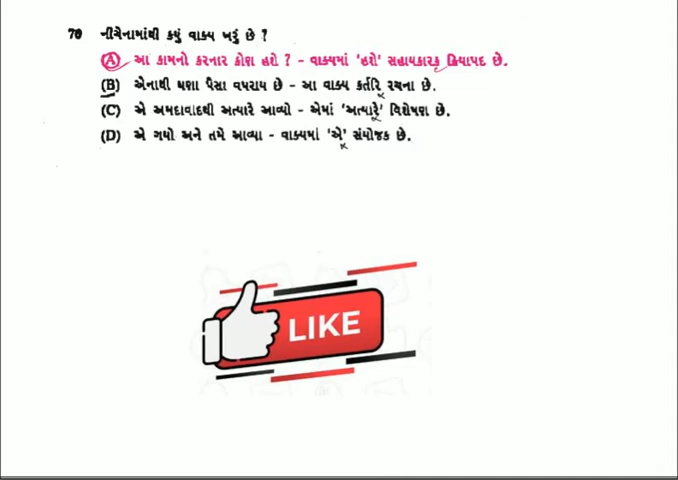 70 નીચેનામાંથી કયું વાક્ય ખરું છે ?
(A) આ કામનો કરનાર કોણ હશે ? - વાક્યમાં 'હશે' સહાયકારક ક્રિયાપદ છે.
(B) એનાથી ઘણા પૈસા વપરાય છે - આ વાક્ય કર્તરિ રચના છે.
(C) એ અમદાવાદથી અત્યારે આવ્યો - એમાં 'અત્યારે' વિશેષણ છે.
(D) એ ગયો અને તમે આવ્યા - વાક્યમાં 'એ' સંયોજક છે.
LIKE